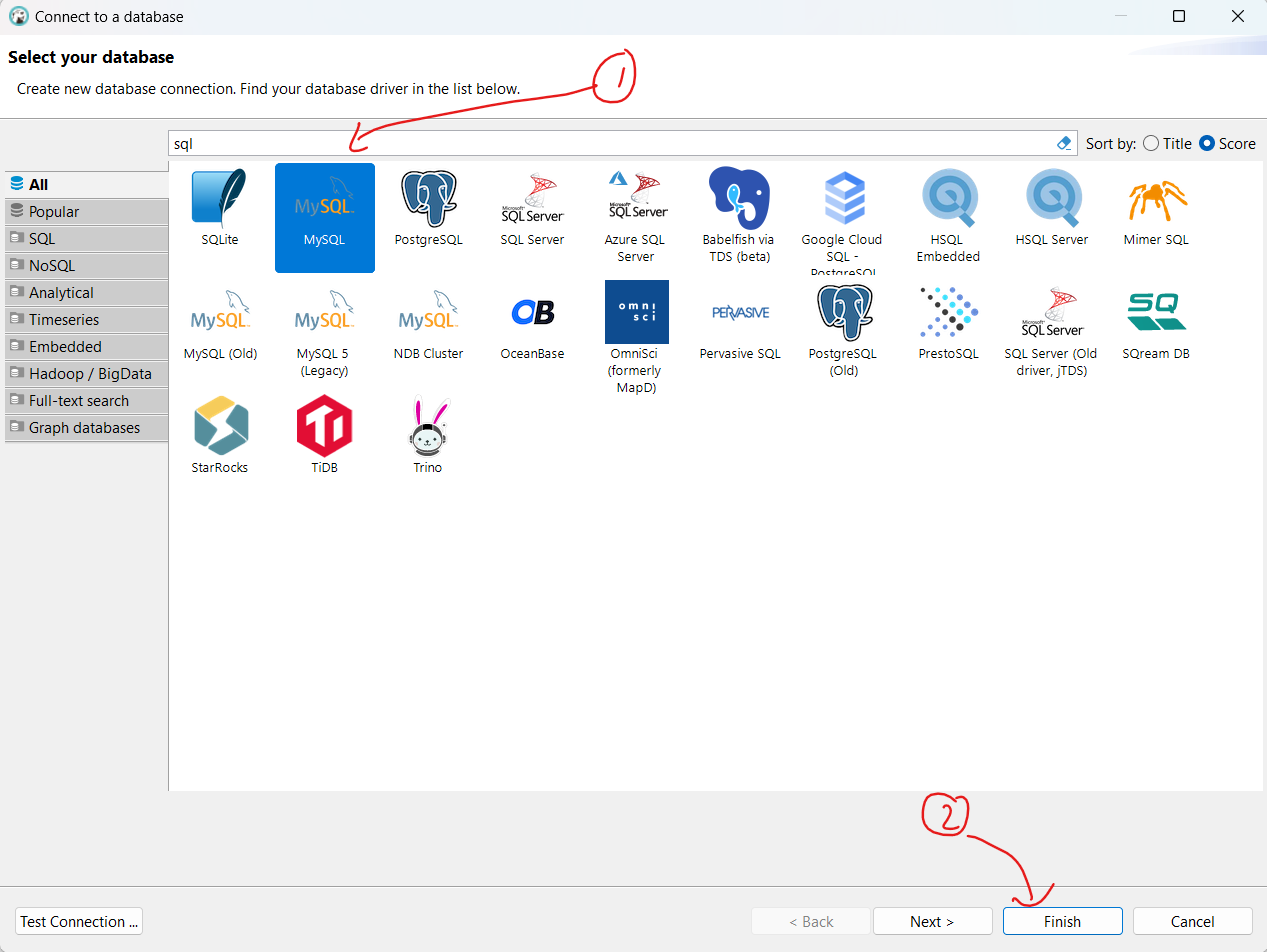 Connect to a database
Select your database
Create new database connection. Find your database driver in the list below.
1
sql
Sort by: Title Score
All
Popular
SQL
NoSQL
Analytical
Timeseries
Embedded
Hadoop / BigData
Full-text search
Graph databases
SQLite
MySQL
MySQL
PostgreSQL
Microsoft
SQL Server
SQL Server
Microsoft
SQL Server
Azure SQL
Server
Babelfish via
TDS (beta)
Google Cloud
SQL -
PostgreSQL
HSQL
Embedded
HSQL Server
Mimer SQL
MySQL
MySQL (Old)
MySQL
MySQL 5
(Legacy)
MySQL
NDB Cluster
OB
OceanBase
omni
sci
OmniSci
(formerly
MapD)
PERVASIVE
Pervasive SQL
PostgreSQL
(Old)
PrestoSQL
Microsoft
SQL Server
SQL Server (Old
driver, jTDS)
SQ
SQream DB
StarRocks
TiDB
Trino
2
Test Connection ...
< Back
Next >
Finish
Cancel